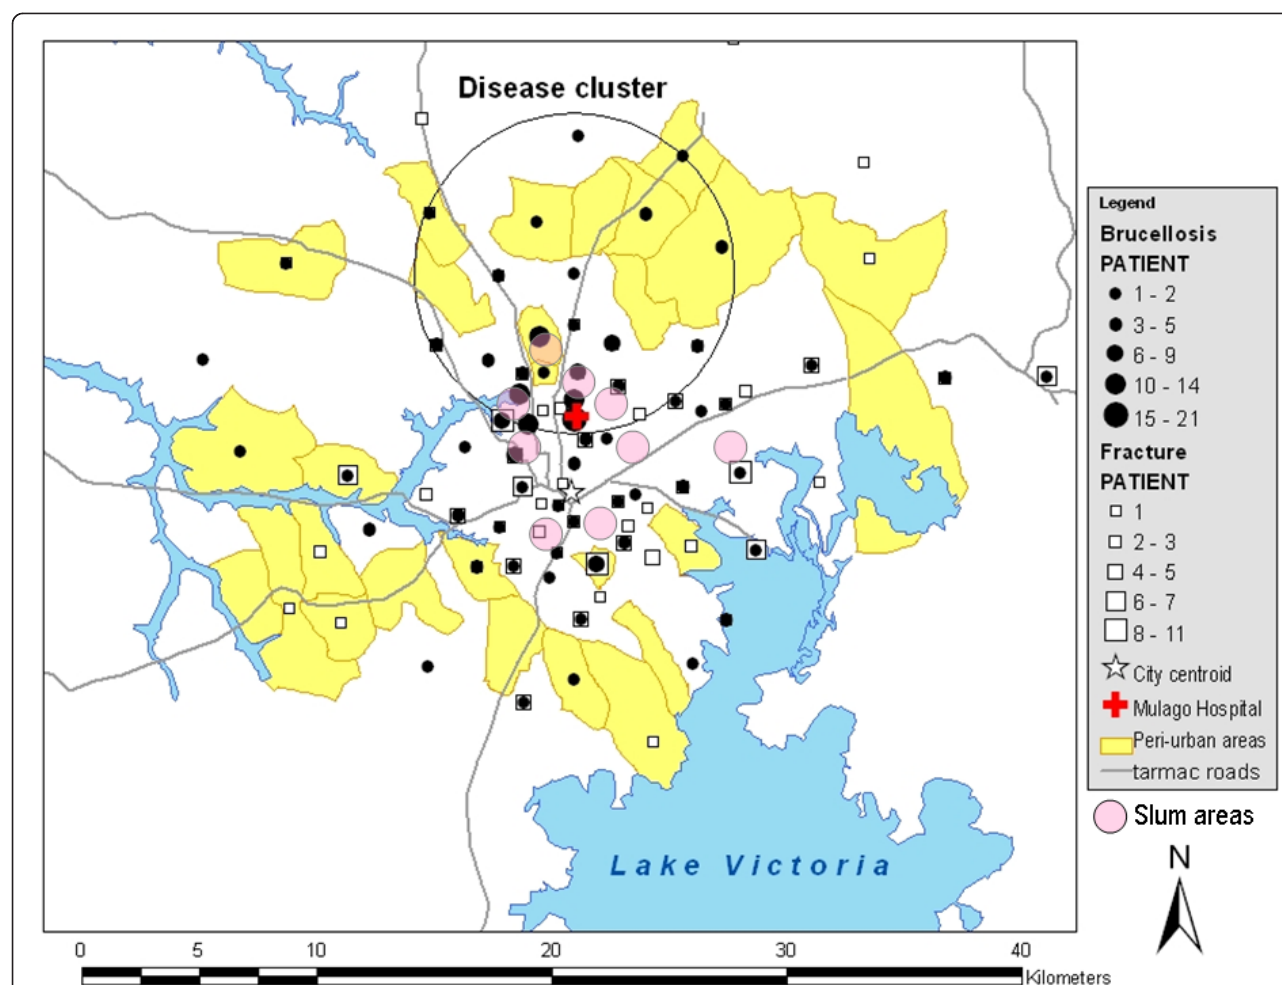 Disease cluster
Legend
Brucellosis
PATIENT
1 - 2
3 - 5
6 - 9
10 - 14
15 - 21
Fracture
PATIENT
1
2 - 3
4 - 5
6 - 7
8 - 11
City centroid
Mulago Hospital
Peri-urban areas
tarmac roads
Slum areas
N
Lake Victoria
0 5 10 20 30 40
Kilometers